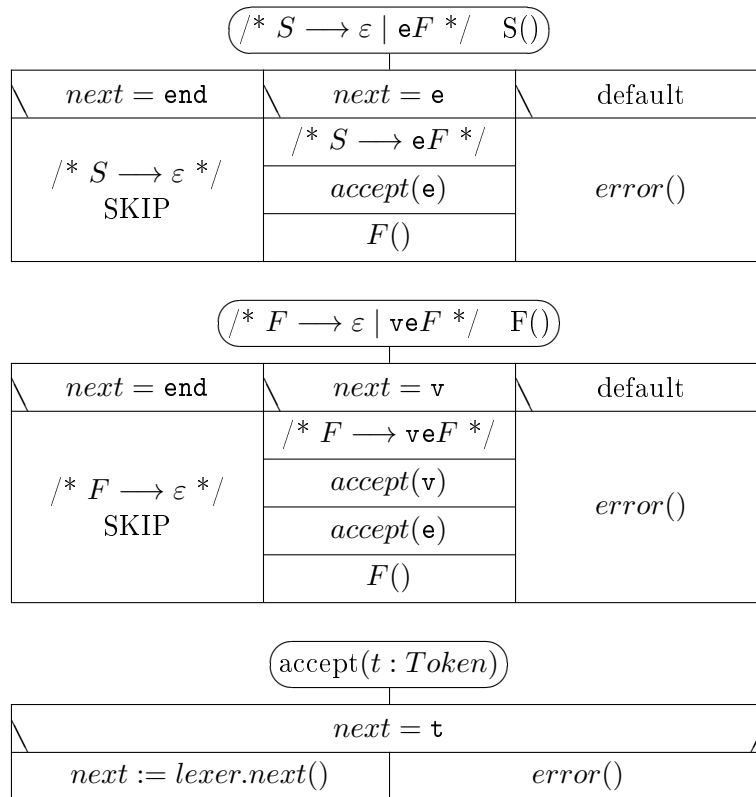 /* S ⟶ ε | eF */ S()
next = end next = e default
/* S ⟶ eF */
/* S ⟶ ε */
SKIP
accept(e)
error()
F()
/* F ⟶ ε | veF */ F()
next = end next = v default
/* F ⟶ veF */
/* F ⟶ ε */
SKIP
accept(v)
accept(e)
error()
F()
accept(t : Token)
next = t
next := lexer.next() error()